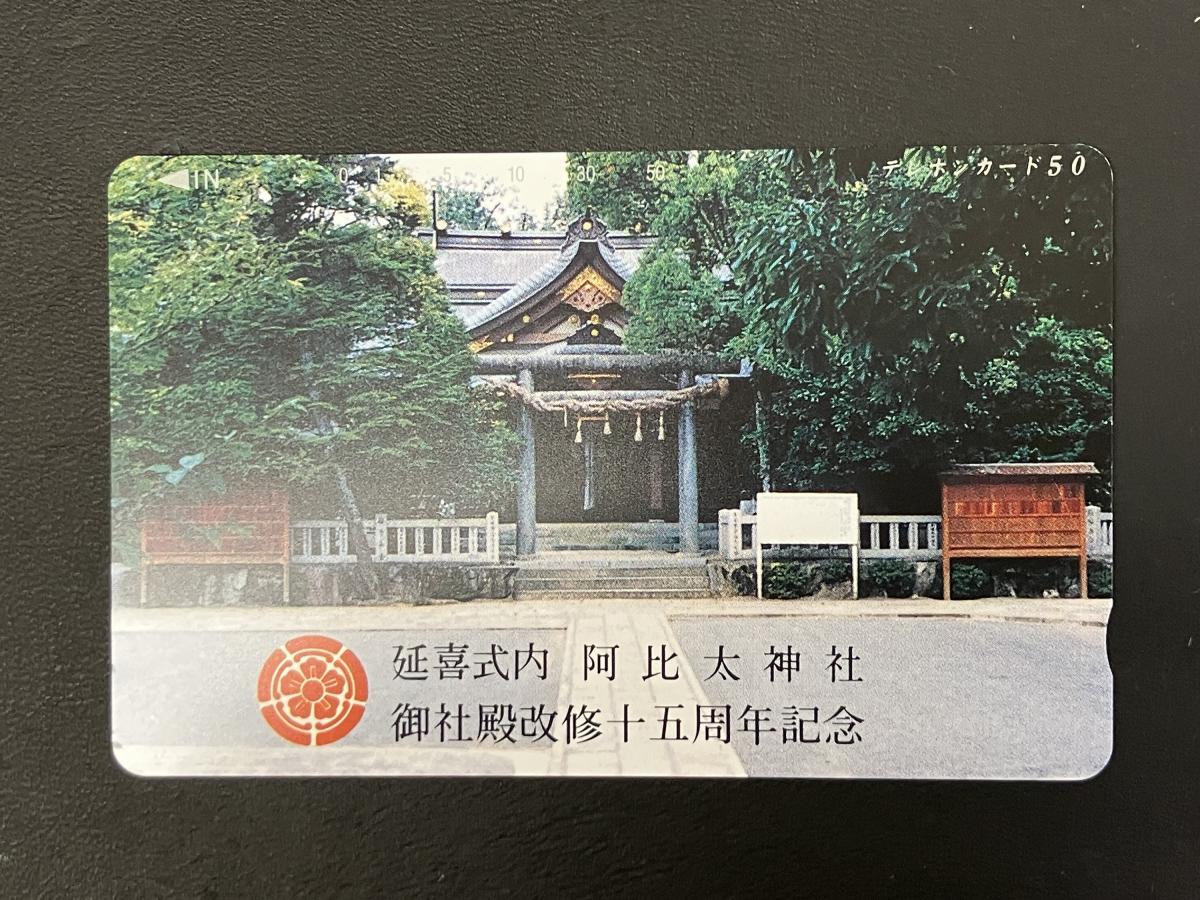 ◀IN 0 1 5 10 30 50 テレホンカード50
延喜式内 阿比太神社
御社殿改修十五周年記念